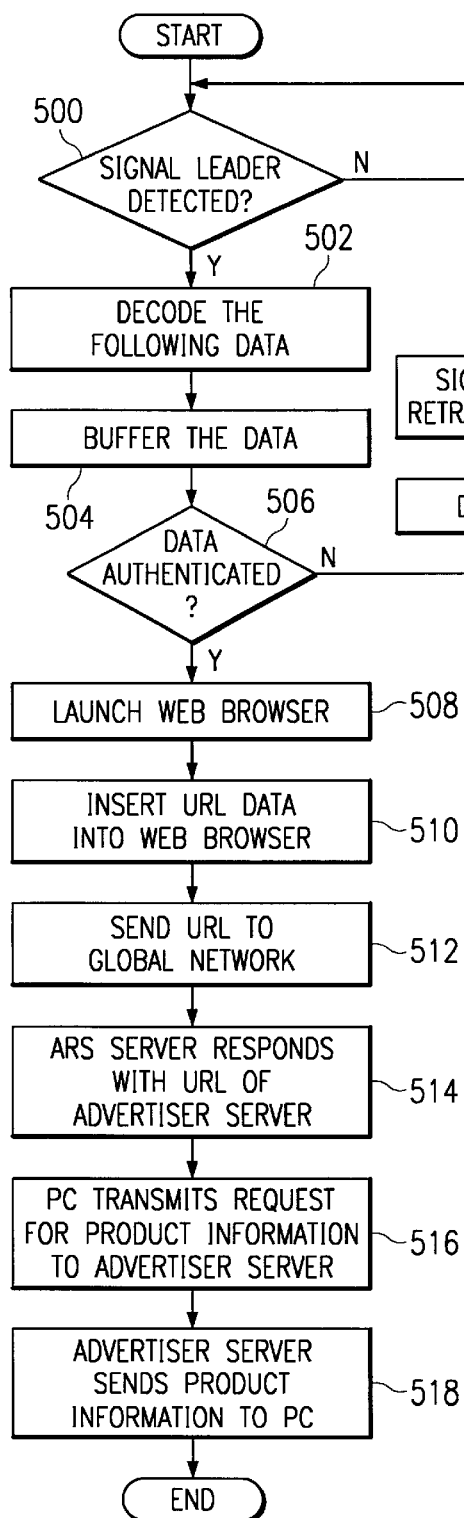 START
500
SIGNAL LEADER
DETECTED?
N
Y
502
DECODE THE
FOLLOWING DATA
BUFFER THE DATA
504
506
DATA
AUTHENTICATED
?
N
Y
LAUNCH WEB BROWSER
508
INSERT URL DATA
INTO WEB BROWSER
510
SEND URL TO
GLOBAL NETWORK
512
ARS SERVER RESPONDS
WITH URL OF
ADVERTISER SERVER
514
PC TRANSMITS REQUEST
FOR PRODUCT INFORMATION
TO ADVERTISER SERVER
516
ADVERTISER SERVER
SENDS PRODUCT
INFORMATION TO PC
518
END